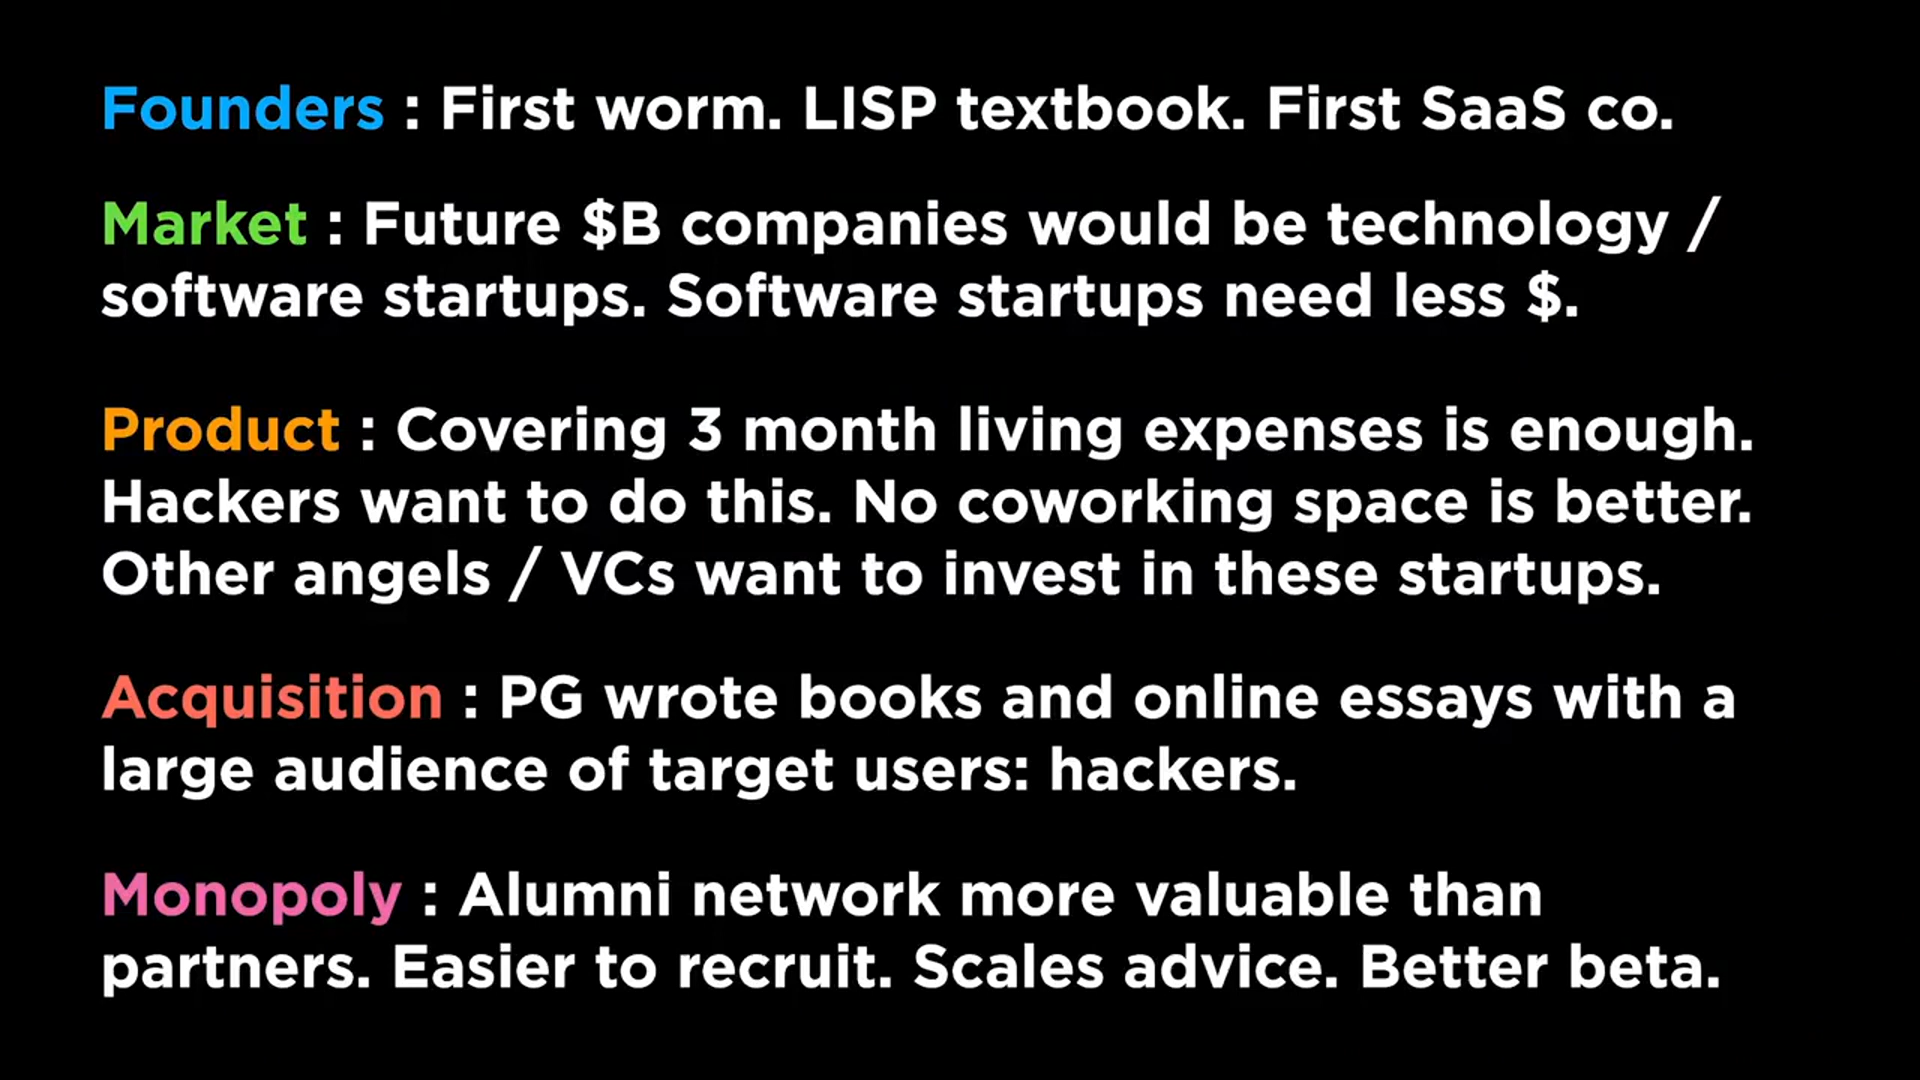 Founders : First worm. LISP textbook. First SaaS co.
Market : Future $B companies would be technology /
software startups. Software startups need less $.
Product : Covering 3 month living expenses is enough.
Hackers want to do this. No coworking space is better.
Other angels / VCs want to invest in these startups.
Acquisition : PG wrote books and online essays with a
large audience of target users: hackers.
Monopoly : Alumni network more valuable than
partners. Easier to recruit. Scales advice. Better beta.